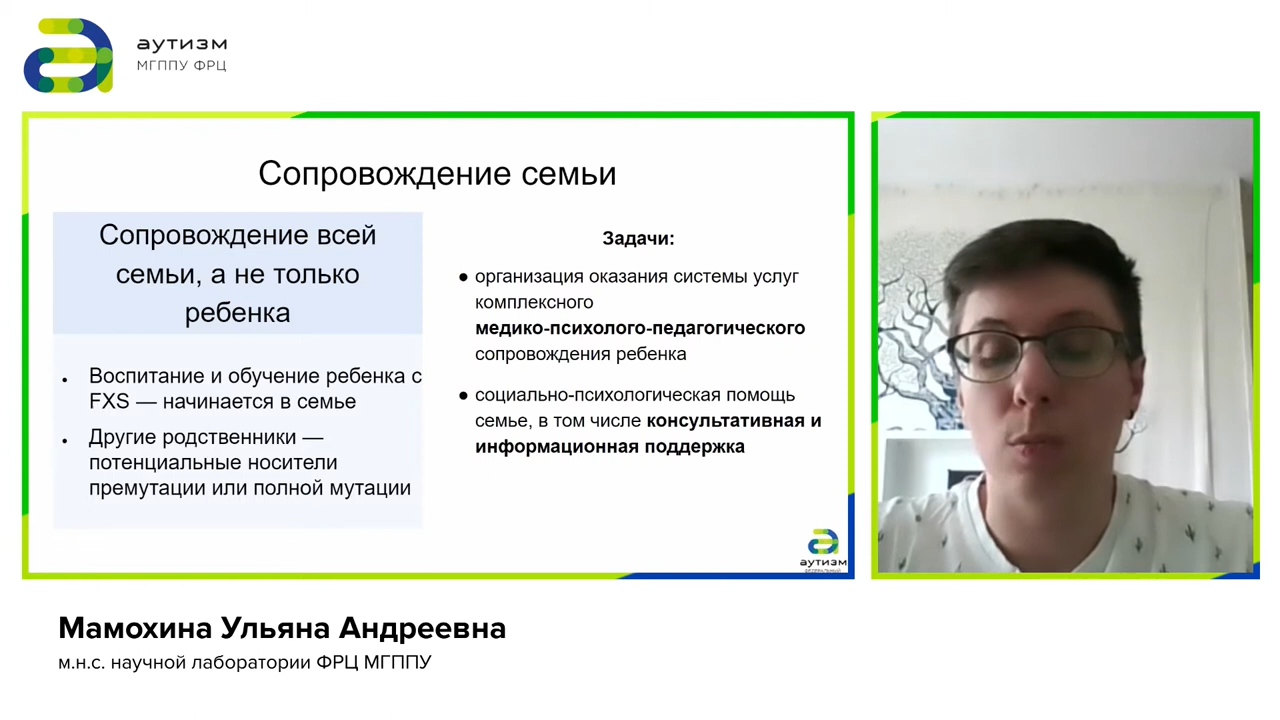 аутизм
МГППУ ФРЦ
Сопровождение семьи
Сопровождение всей
семьи, а не только
ребенка
• Воспитание и обучение ребенка с
FXS — начинается в семье
• Другие родственники —
потенциальные носители
премутации или полной мутации
Задачи:
● организация оказания системы услуг
комплексного
медико-психолого-педагогического
сопровождения ребенка
● социально-психологическая помощь
семье, в том числе консультативная и
информационная поддержка
аутизм
Мамохина Ульяна Андреевна
м.н.с. научной лаборатории ФРЦ МГППУ